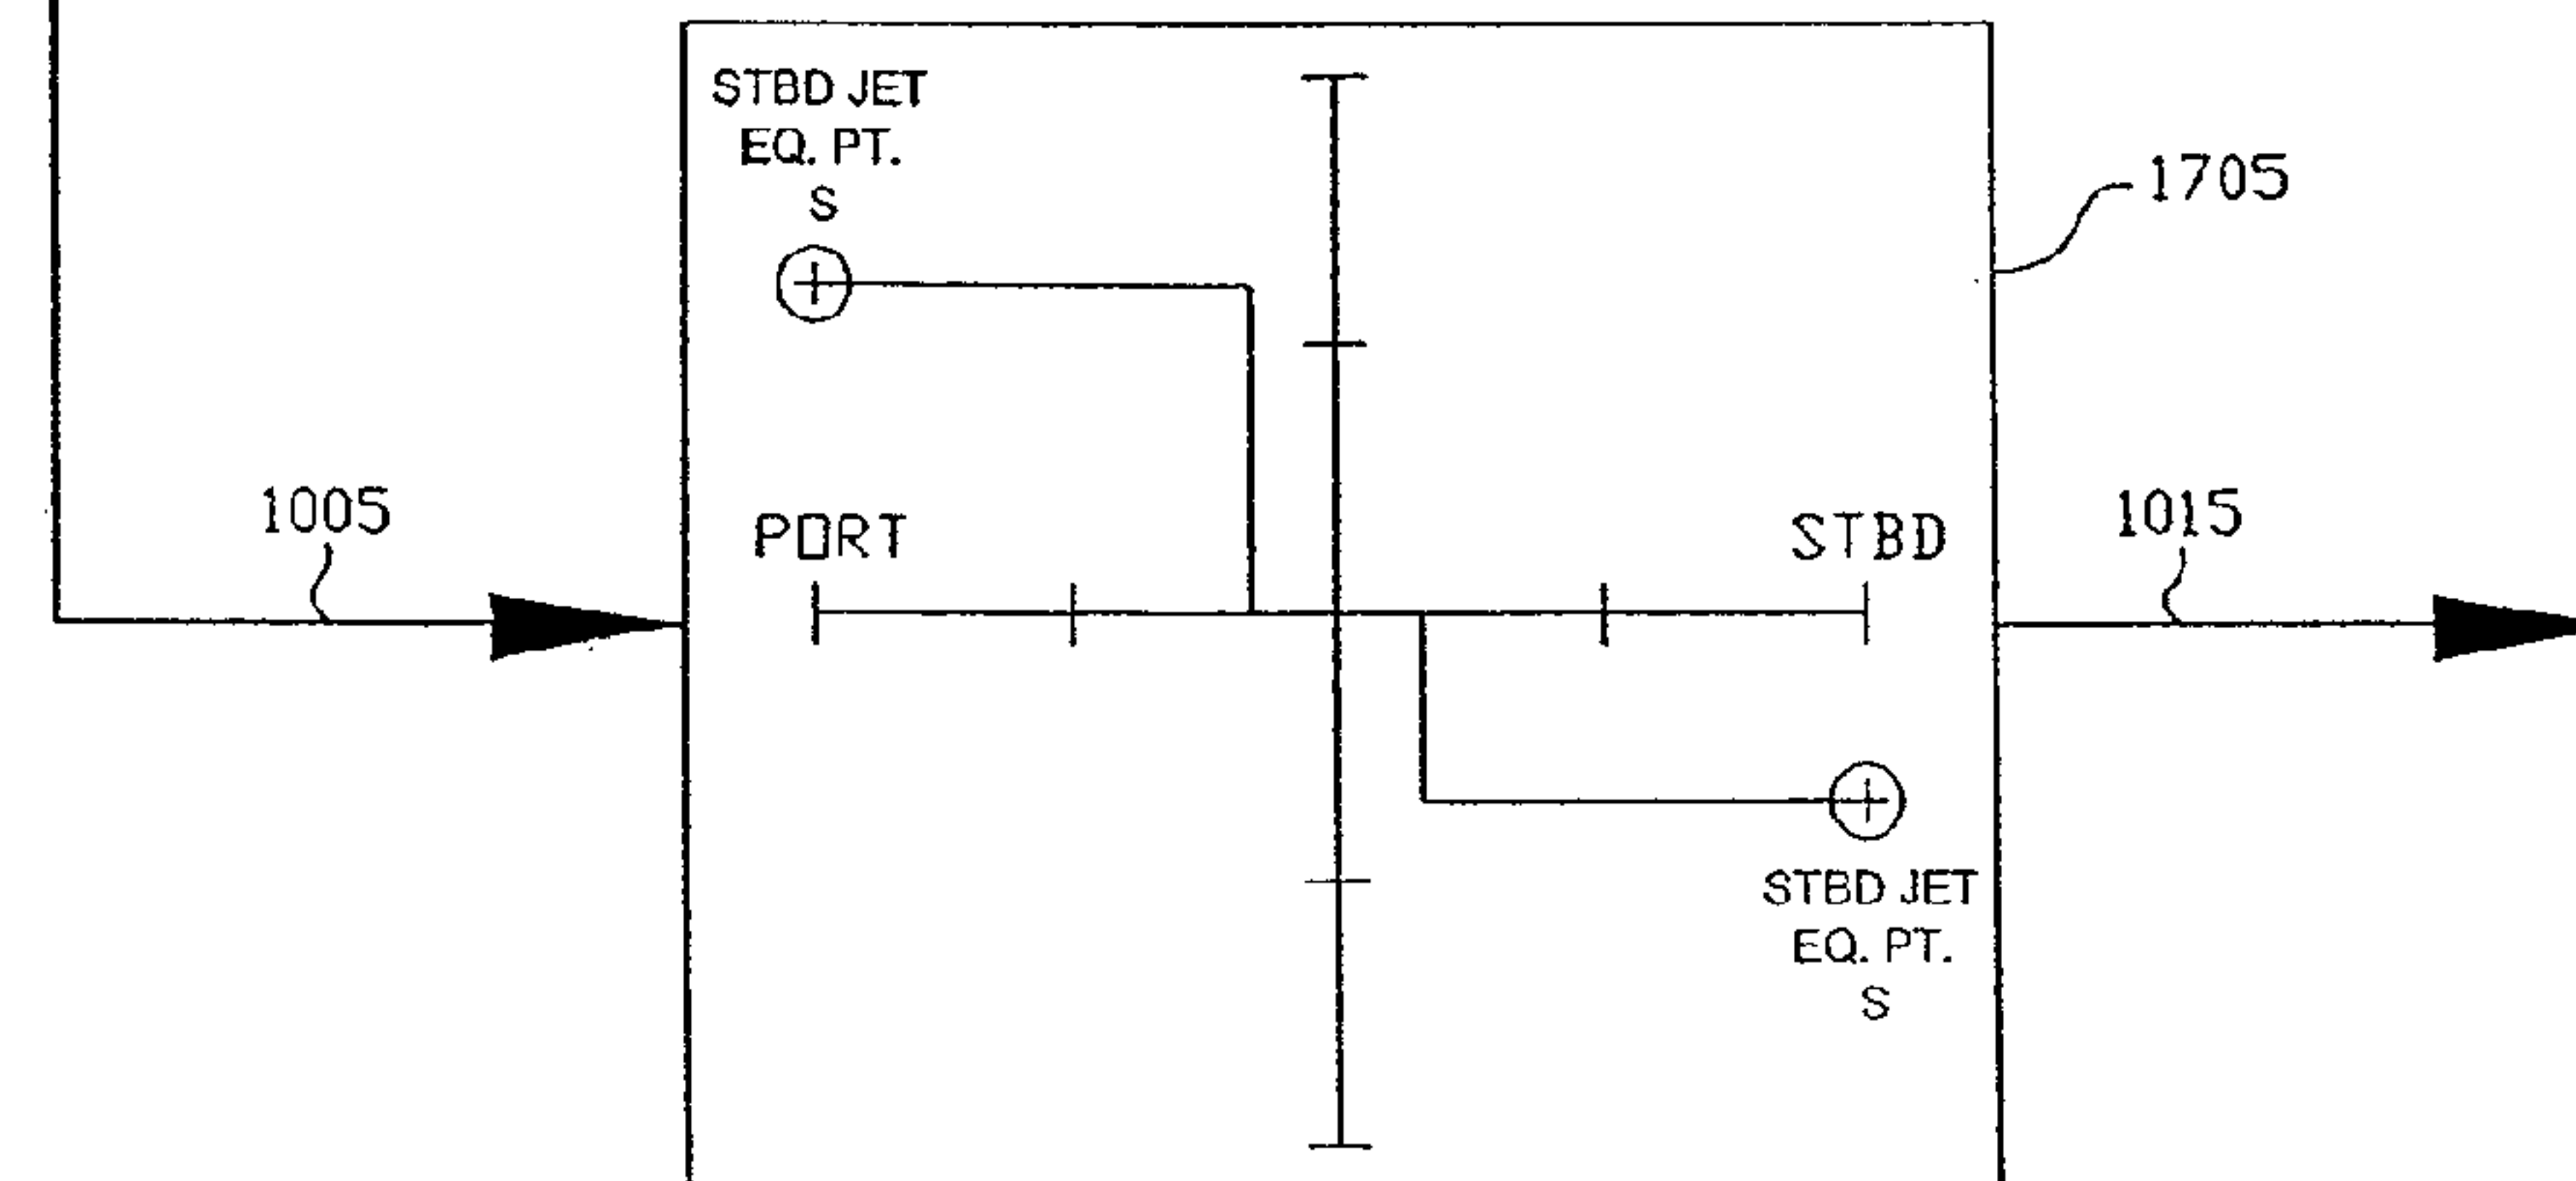 STBD JET
EQ. PT.
S
1705
1005
PORT
STBD
1015
STBD JET
EQ. PT.
S